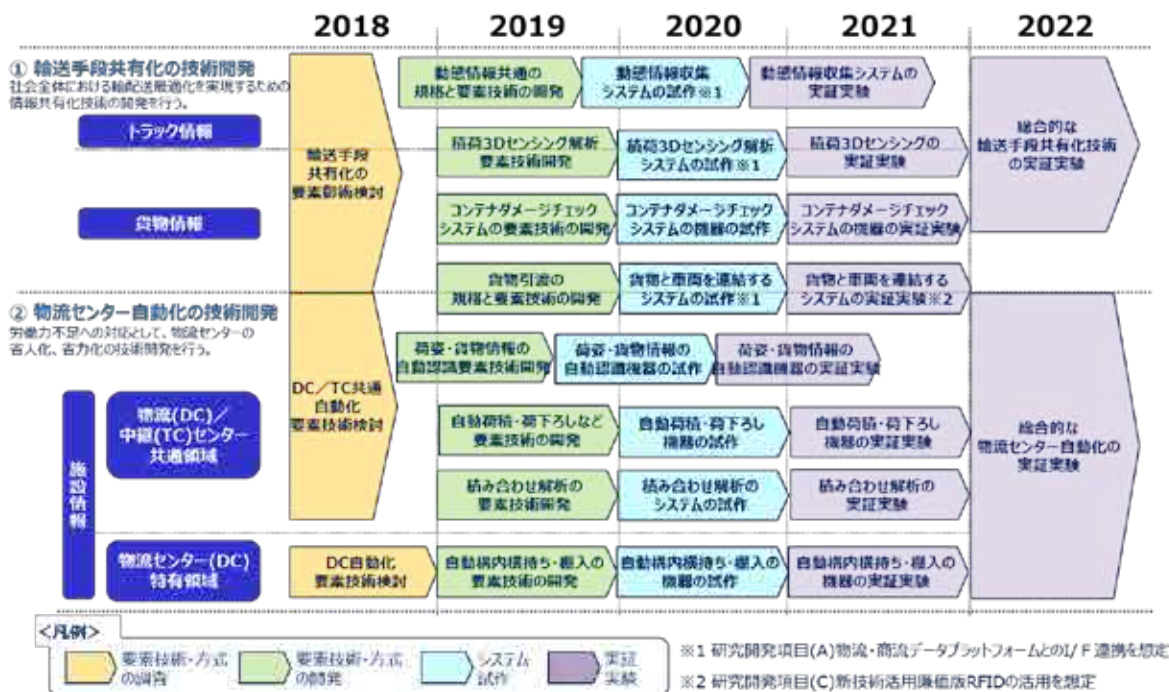 2018 2019 2020 2021 2022
① 輸送手段共有化の技術開発
社会全体における輸配送最適化を実現するための
情報共有化技術の開発を行う。
トラック情報
貨物情報
輸送手段
共有化の
要素技術検討
動態情報共通の
規格と要素技術の開発
動態情報収集
システムの試作※1
動態情報収集システムの
実証実験
積荷3Dセンシング解析
要素技術開発
積荷3Dセンシング解析
システムの試作※1
積荷3Dセンシングの
実証実験
コンテナダメージチェック
システムの要素技術の開発
コンテナダメージチェック
システムの機器の試作
コンテナダメージチェック
システムの機器の実証実験
貨物引渡の
規格と要素技術の開発
貨物と車両を連結する
システムの試作※1
貨物と車両を連結する
システムの実証実験※2
総合的な
輸送手段共有化技術
の実証実験
② 物流センター自動化の技術開発
労働力不足への対応として、物流センターの
省人化、省力化の技術開発を行う。
施設情報
物流(DC)／
中継(TC)センター
共通領域
物流センター(DC)
特有領域
DC／TC共通
自動化
要素技術検討
荷姿・貨物情報の
自動認識要素技術開発
荷姿・貨物情報の
自動認識機器の試作
荷姿・貨物情報の
自動認識機器の実証実験
自動荷積・荷下ろしなど
要素技術の開発
自動荷積・荷下ろし
機器の試作
自動荷積・荷下ろし
機器の実証実験
積み合わせ解析の
要素技術の開発
積み合わせ解析の
システムの試作
積み合わせ解析の
実証実験
DC自動化
要素技術検討
自動構内横持ち・棚入の
要素技術の開発
自動構内横持ち・棚入の
機器の試作
自動構内横持ち・棚入の
機器の実証実験
総合的な
物流センター自動化の
実証実験
<凡例>
要素技術・方式
の調査
要素技術・方式
の開発
システム
試作
実証
実験
※1 研究開発項目(A)物流・商流データプラットフォームとのI/F連携を想定
※2 研究開発項目(C)新技術活用廉価版RFIDの活用を想定